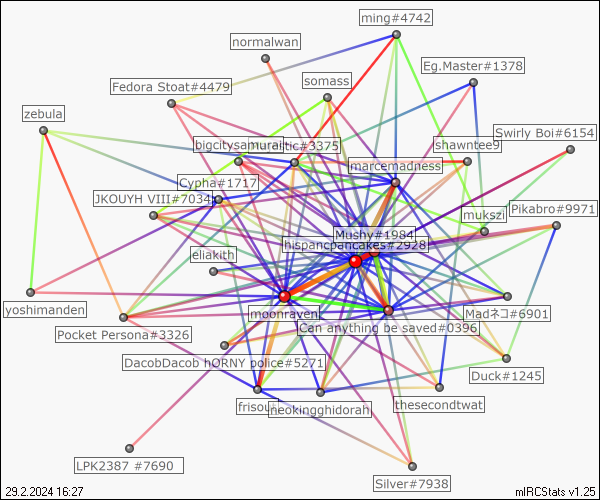 ming#4742
normalwan
Eg.Master#1378
somass
Fedora Stoat#4479
zebula
Swirly Boi#6154
bigcitysamurai
tic#3375
shawntee9
marcemadness
Cypha#1717
JKOUYH VIII#7034
Pikabro#9971
mukszi
Mushy#1984
hispancpancakes#2928
eliakith
yoshimanden
moonraven
Madネコ#6901
Can anything be saved#0396
Pocket Persona#3326
DacobDacob hORNY police#5271
Duck#1245
frisou
neokingghidorah
thesecondtwat
LPK2387 #7690
Silver#7938
29.2.2024 16:27
mIRCStats v1.25